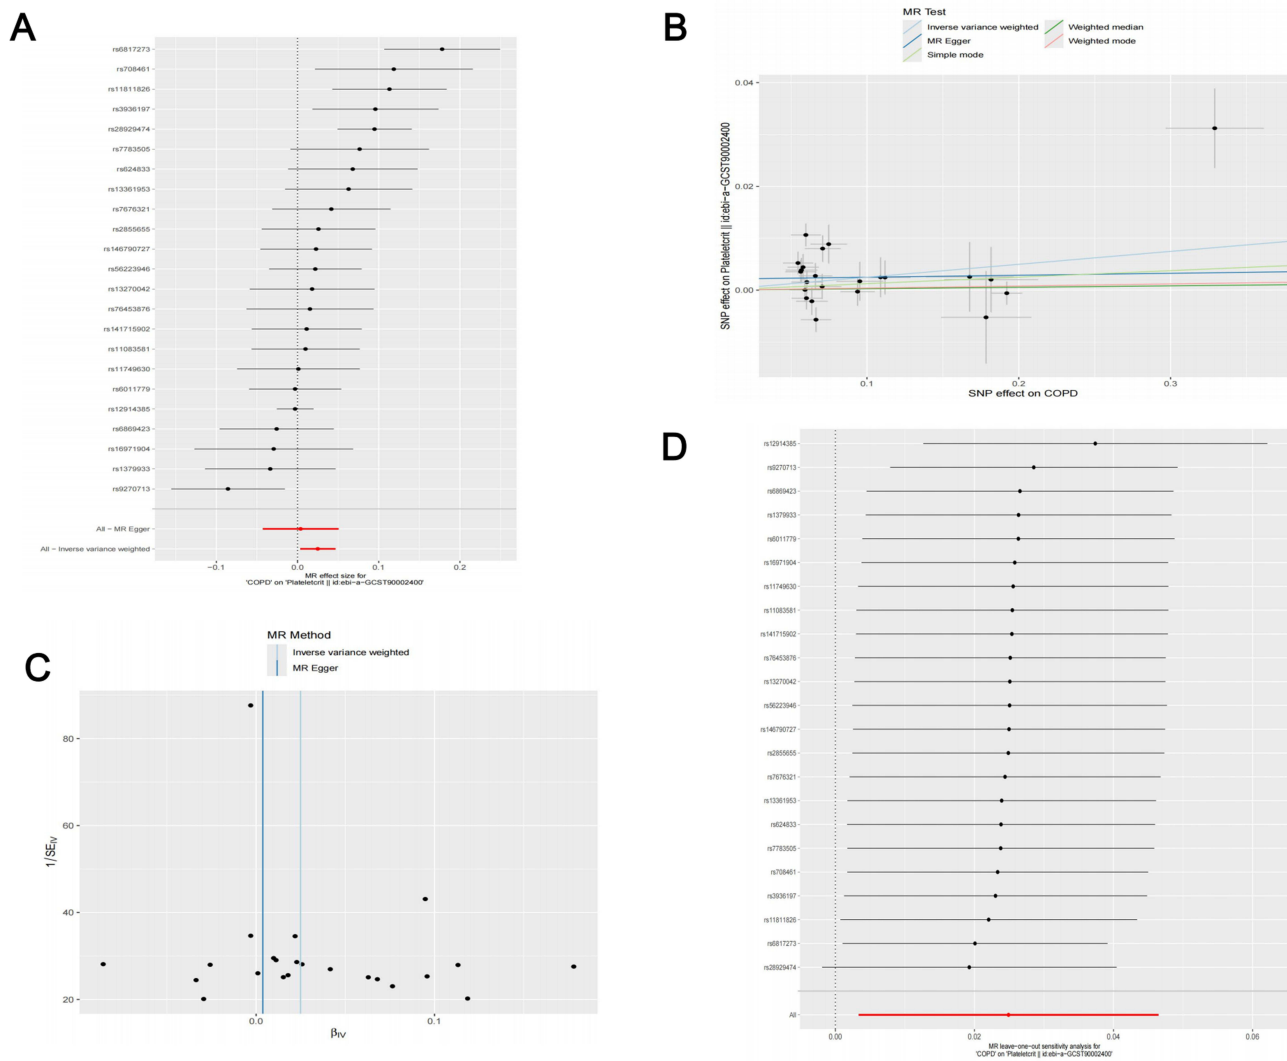 A
rs6817273
rs708461
rs11811826
rs3936197
rs28929474
rs7783505
rs624833
rs13361953
rs7676321
rs2855655
rs146790727
rs56223946
rs13270042
rs76453876
rs141715902
rs11083581
rs11749630
rs6011779
rs12914385
rs6869423
rs16971904
rs1379933
rs9270713
All − MR Egger
All − Inverse variance weighted
−0.1 0.0 0.1 0.2
MR effect size for
'COPD' on 'Plateletcrit || id:ebi−a−GCST90002400'
B
MR Test
Inverse variance weighted
MR Egger
Simple mode
Weighted median
Weighted mode
0.04
0.02
0.00
SNP effect on Plateletcrit || id:ebi−a−GCST90002400
0.1 0.2 0.3
SNP effect on COPD
C
MR Method
Inverse variance weighted
MR Egger
80
60
40
20
1/SEIV
0.0 0.1
βIV
D
rs12914385
rs9270713
rs6869423
rs1379933
rs6011779
rs16971904
rs11749630
rs11083581
rs141715902
rs76453876
rs13270042
rs56223946
rs146790727
rs2855655
rs7676321
rs13361953
rs624833
rs7783505
rs708461
rs3936197
rs11811826
rs6817273
rs28929474
All
0.00 0.02 0.04 0.06
MR leave−one−out sensitivity analysis for
'COPD' on 'Plateletcrit || id:ebi−a−GCST90002400'